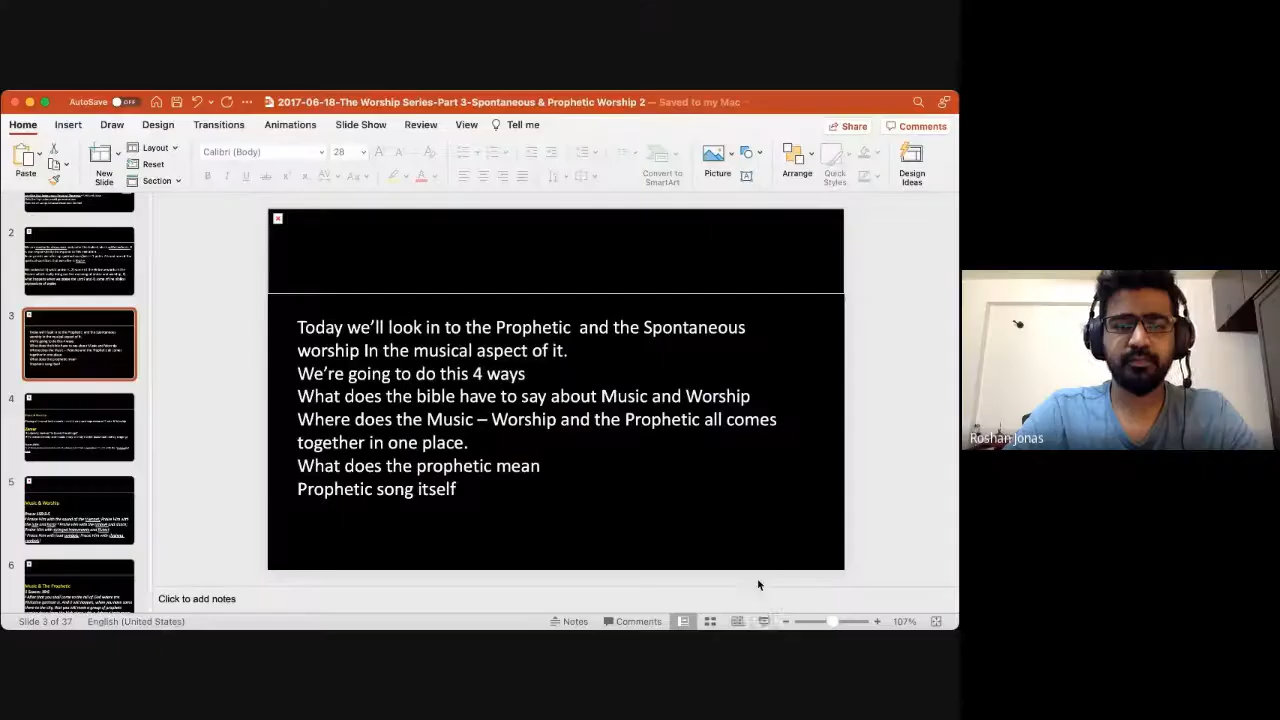 AutoSave OFF
2017-06-18-The Worship Series-Part 3-Spontaneous & Prophetic Worship 2 — Saved to my Mac
Home Insert Draw Design Transitions Animations Slide Show Review View Tell me
Share Comments
Paste
New Slide
Layout
Reset
Section
Calibri (Body) 28
Convert to SmartArt
Picture
Arrange
Quick Styles
Design Ideas
2
3
4
5
Music & Worship
6
Music & The Prophetic
Today we'll look in to the Prophetic and the Spontaneous
worship In the musical aspect of it.
We're going to do this 4 ways
What does the bible have to say about Music and Worship
Where does the Music – Worship and the Prophetic all comes
together in one place.
What does the prophetic mean
Prophetic song itself
Click to add notes
Slide 3 of 37 English (United States) Notes Comments 107%
Roshan Jonas